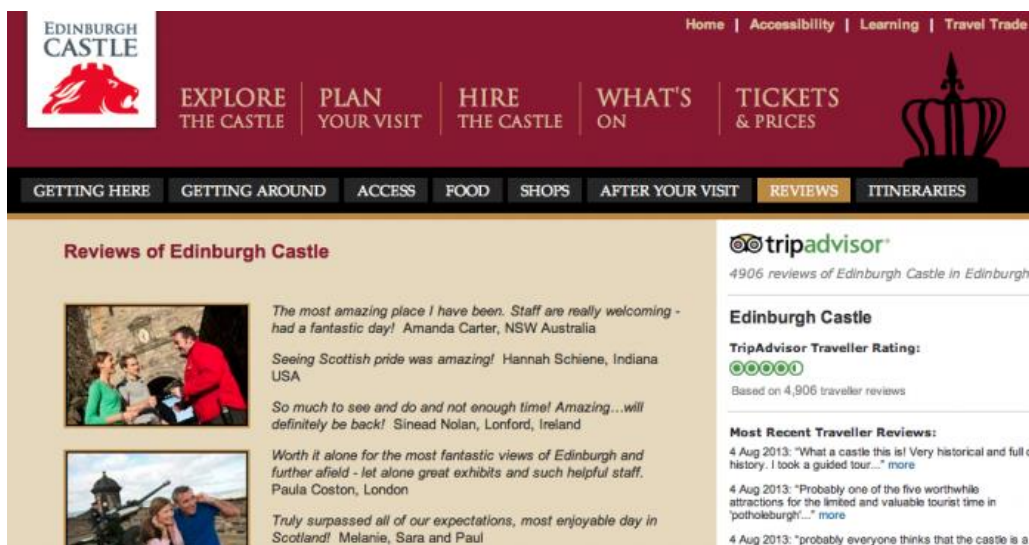 EDINBURGH
CASTLE
Home | Accessibility | Learning | Travel Trade
EXPLORE
THE CASTLE
PLAN
YOUR VISIT
HIRE
THE CASTLE
WHAT'S
ON
TICKETS
& PRICES
GETTING HERE
GETTING AROUND
ACCESS
FOOD
SHOPS
AFTER YOUR VISIT
REVIEWS
ITINERARIES
Reviews of Edinburgh Castle
The most amazing place I have been. Staff are really welcoming -
had a fantastic day! Amanda Carter, NSW Australia
Seeing Scottish pride was amazing! Hannah Schiene, Indiana
USA
So much to see and do and not enough time! Amazing...will
definitely be back! Sinead Nolan, Lonford, Ireland
Worth it alone for the most fantastic views of Edinburgh and
further afield - let alone great exhibits and such helpful staff.
Paula Coston, London
Truly surpassed all of our expectations, most enjoyable day in
Scotland! Melanie, Sara and Paul
tripadvisor
4906 reviews of Edinburgh Castle in Edinburgh
Edinburgh Castle
TripAdvisor Traveller Rating:
Based on 4,906 traveller reviews
Most Recent Traveller Reviews:
4 Aug 2013: "What a castle this is! Very historical and full
history. I took a guided tour..." more
4 Aug 2013: "Probably one of the five worthwhile
attractions for the limited and valuable tourist time in
'potholeburgh'..." more
4 Aug 2013: "probably everyone thinks that the castle is a